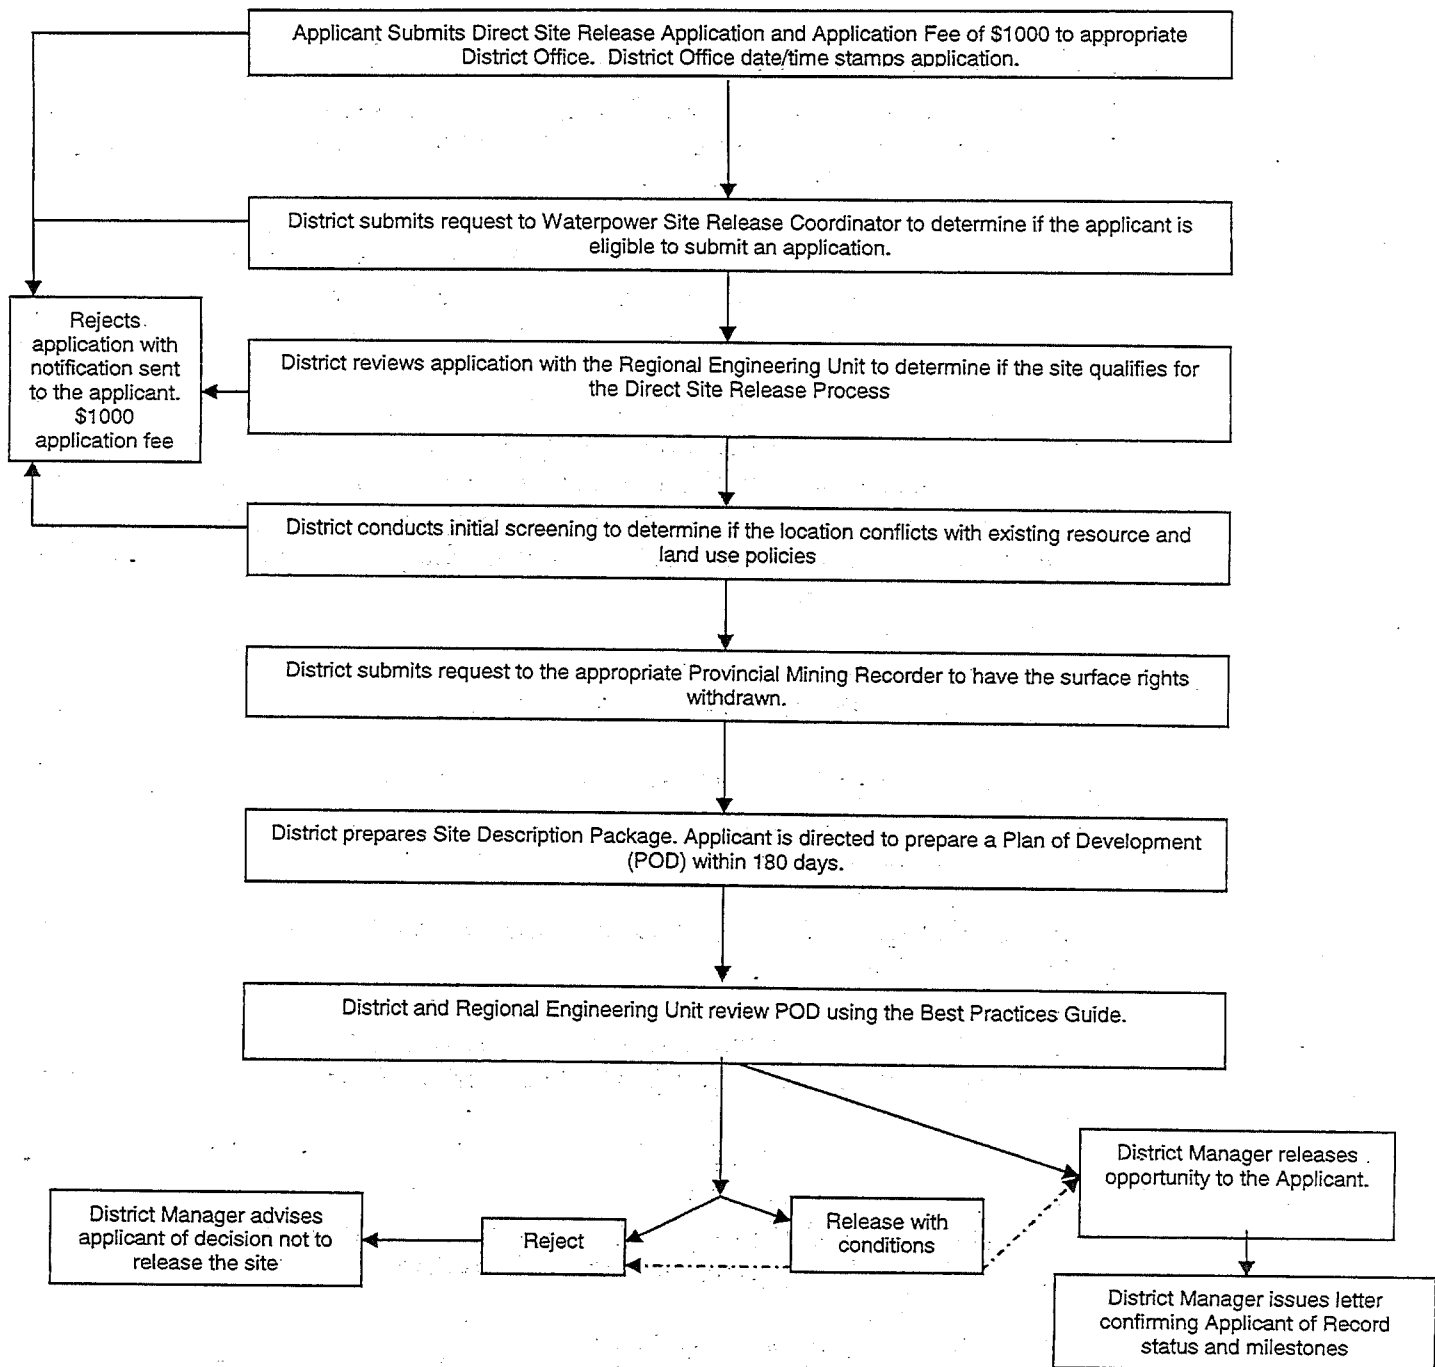 Applicant Submits Direct Site Release Application and Application Fee of $1000 to appropriate
District Office. District Office date/time stamps application.
District submits request to Waterpower Site Release Coordinator to determine if the applicant is
eligible to submit an application.
Rejects
application with
notification sent
to the applicant.
$1000
application fee
District reviews application with the Regional Engineering Unit to determine if the site qualifies for
the Direct Site Release Process
District conducts initial screening to determine if the location conflicts with existing resource and
land use policies
District submits request to the appropriate Provincial Mining Recorder to have the surface rights
withdrawn.
District prepares Site Description Package. Applicant is directed to prepare a Plan of Development
(POD) within 180 days.
District and Regional Engineering Unit review POD using the Best Practices Guide.
District Manager releases
opportunity to the Applicant.
District Manager advises
applicant of decision not to
release the site
Reject
Release with
conditions
District Manager issues letter
confirming Applicant of Record
status and milestones